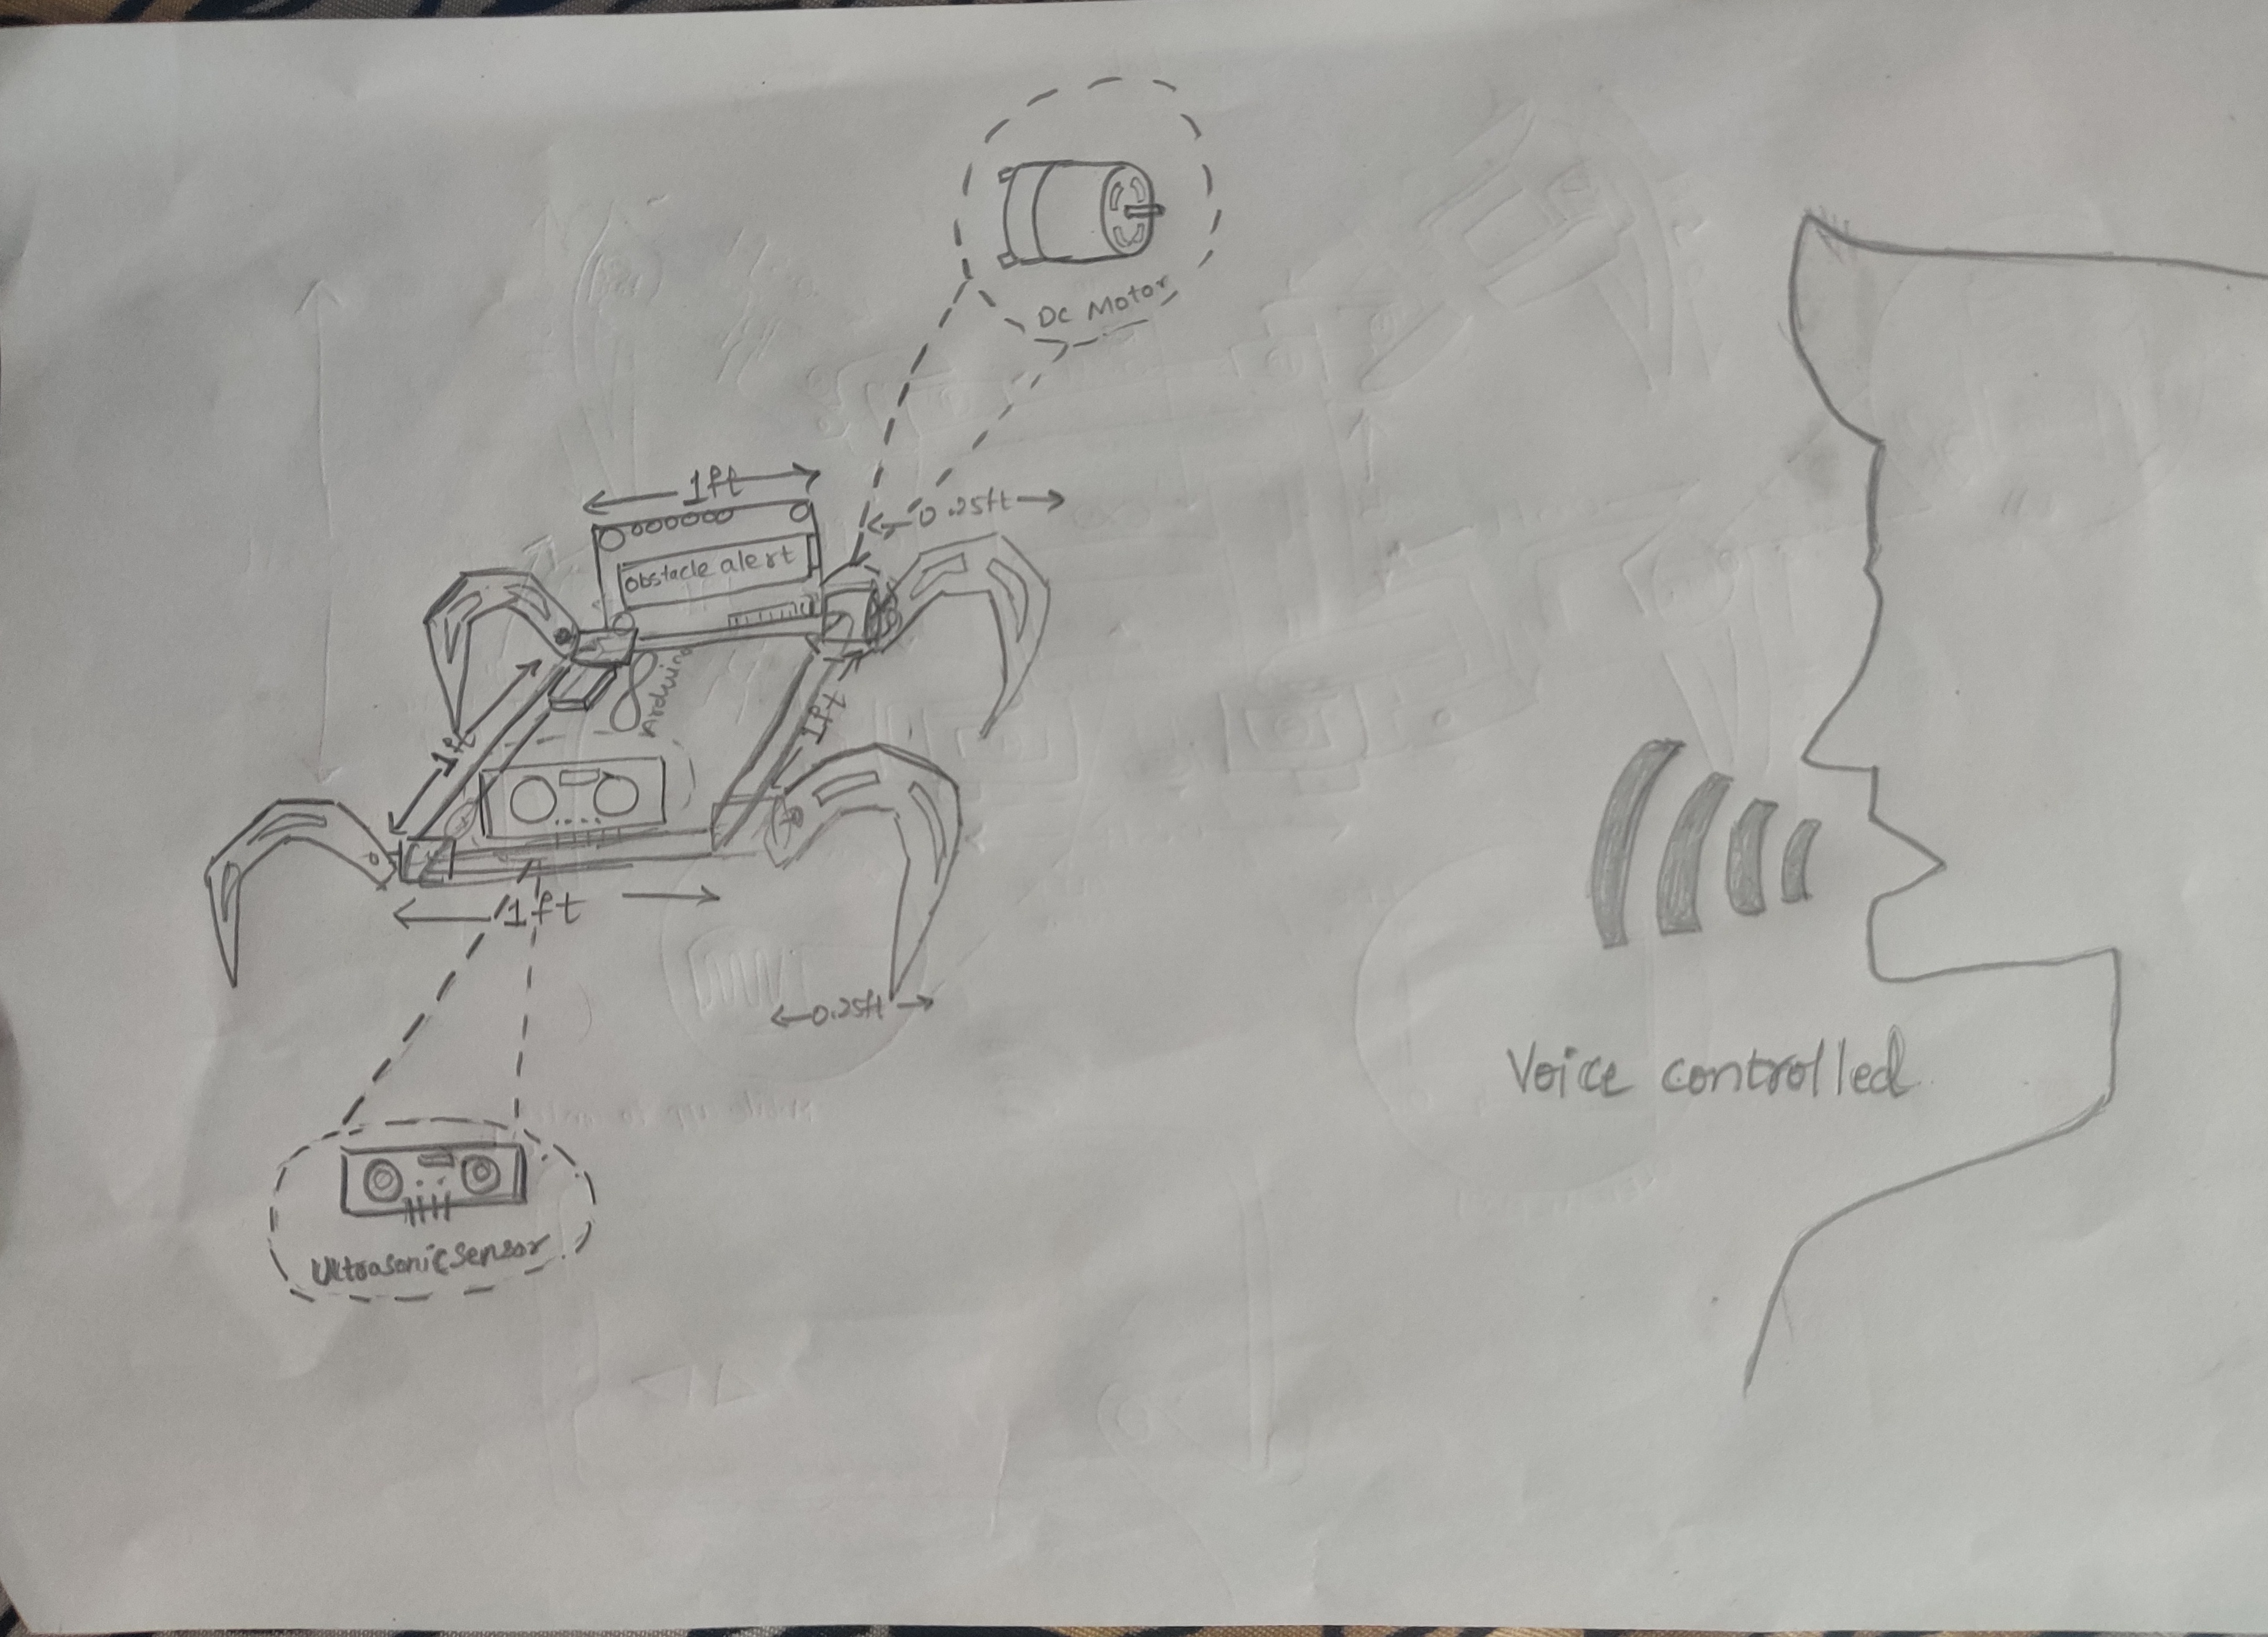 DC Motor
1ft
0.25ft
obstacle alert
Arduino
1ft
1ft
1ft
0.25ft
Voice controlled
Ultrasonic sensor